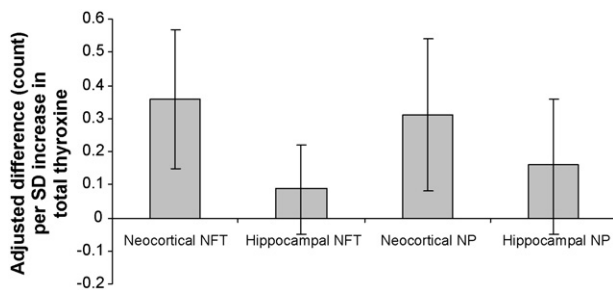 Adjusted difference (count)
per SD increase in
total thyroxine
0.6
0.5
0.4
0.3
0.2
0.1
0
-0.1
-0.2
Neocortical NFT
Hippocampal NFT
Neocortical NP
Hippocampal NP